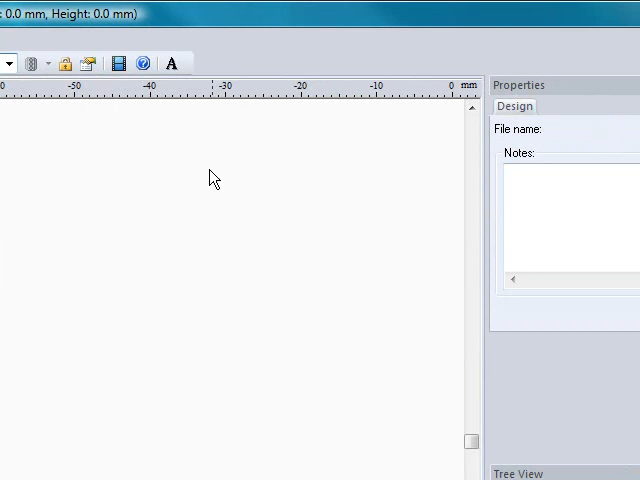 : 0.0 mm, Height: 0.0 mm)
A
0 -50 -40 -30 -20 -10 0 mm
Properties
Design
File name:
Notes:
Tree View